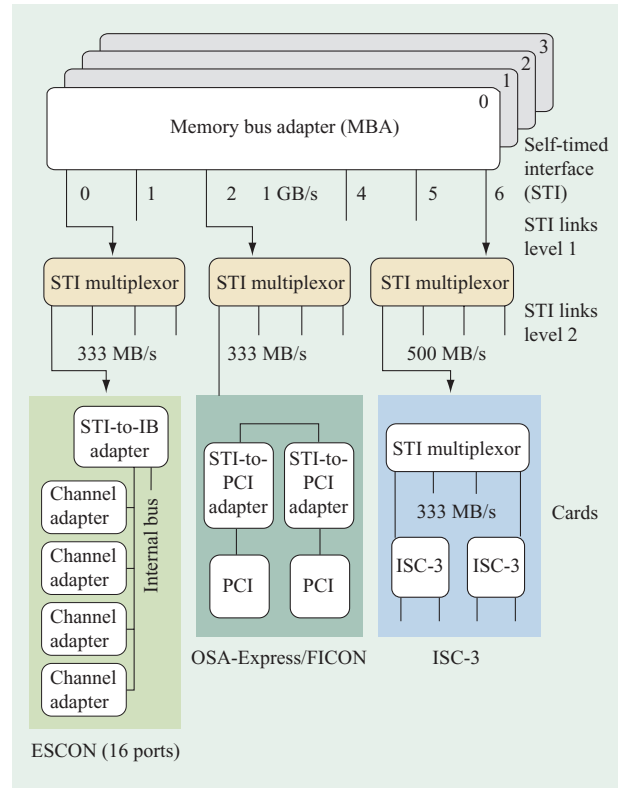 3
2
1
0
Memory bus adapter (MBA)
Self-timed
interface
(STI)
0 1 2 1 GB/s 4 5 6
STI links
level 1
STI multiplexor
STI multiplexor
STI multiplexor
STI links
level 2
333 MB/s
333 MB/s
500 MB/s
STI-to-IB
adapter
Channel
adapter
Channel
adapter
Channel
adapter
Channel
adapter
Internal bus
ESCON (16 ports)
STI-to-
PCI
adapter
STI-to-
PCI
adapter
PCI
PCI
OSA-Express/FICON
STI multiplexor
333 MB/s
ISC-3
ISC-3
ISC-3
Cards